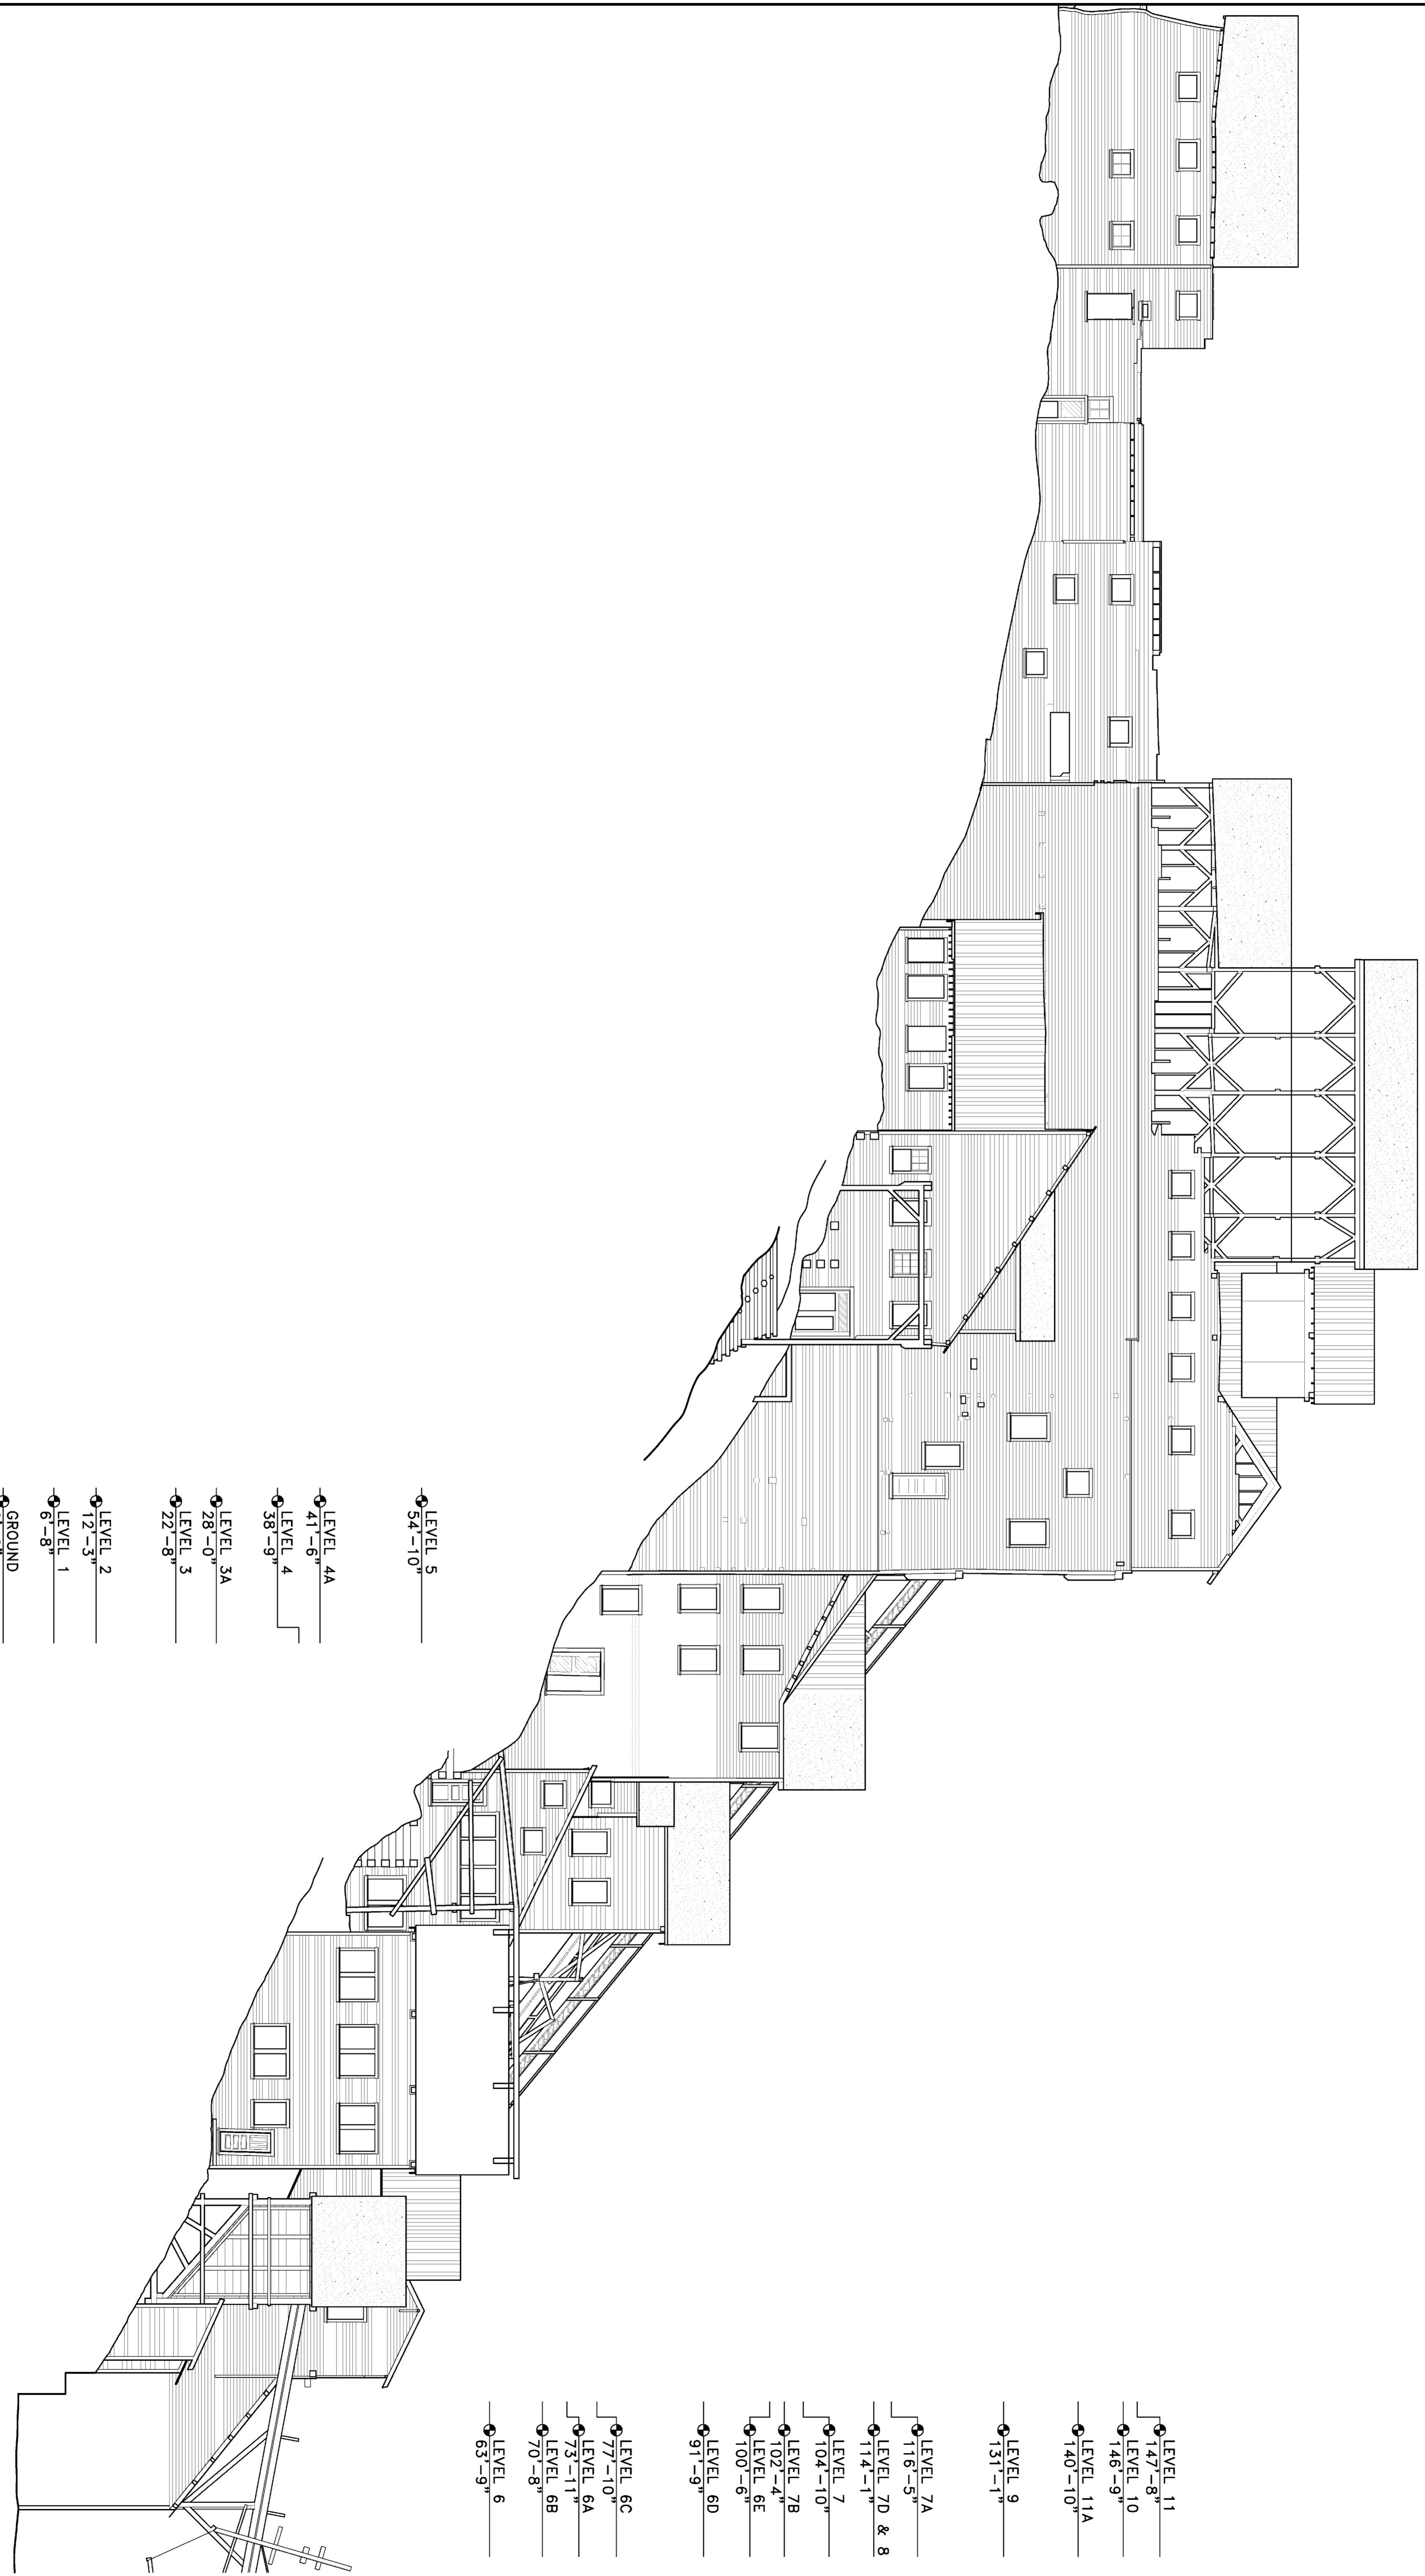 LEVEL 11
147'-8"
LEVEL 10
146'-9"
LEVEL 11A
140'-10"
LEVEL 9
131'-1"
LEVEL 7A
116'-5"
LEVEL 7D & 8
114'-1"
LEVEL 7
104'-10"
LEVEL 7B
102'-4"
LEVEL 6E
100'-6"
LEVEL 6D
91'-9"
LEVEL 6C
77'-10"
LEVEL 6A
73'-11"
LEVEL 6B
70'-8"
LEVEL 6
63'-9"
LEVEL 5
54'-10"
LEVEL 4A
41'-6"
LEVEL 4
38'-9"
LEVEL 3A
28'-0"
LEVEL 3
22'-8"
LEVEL 2
12'-3"
LEVEL 1
6'-8"
GROUND